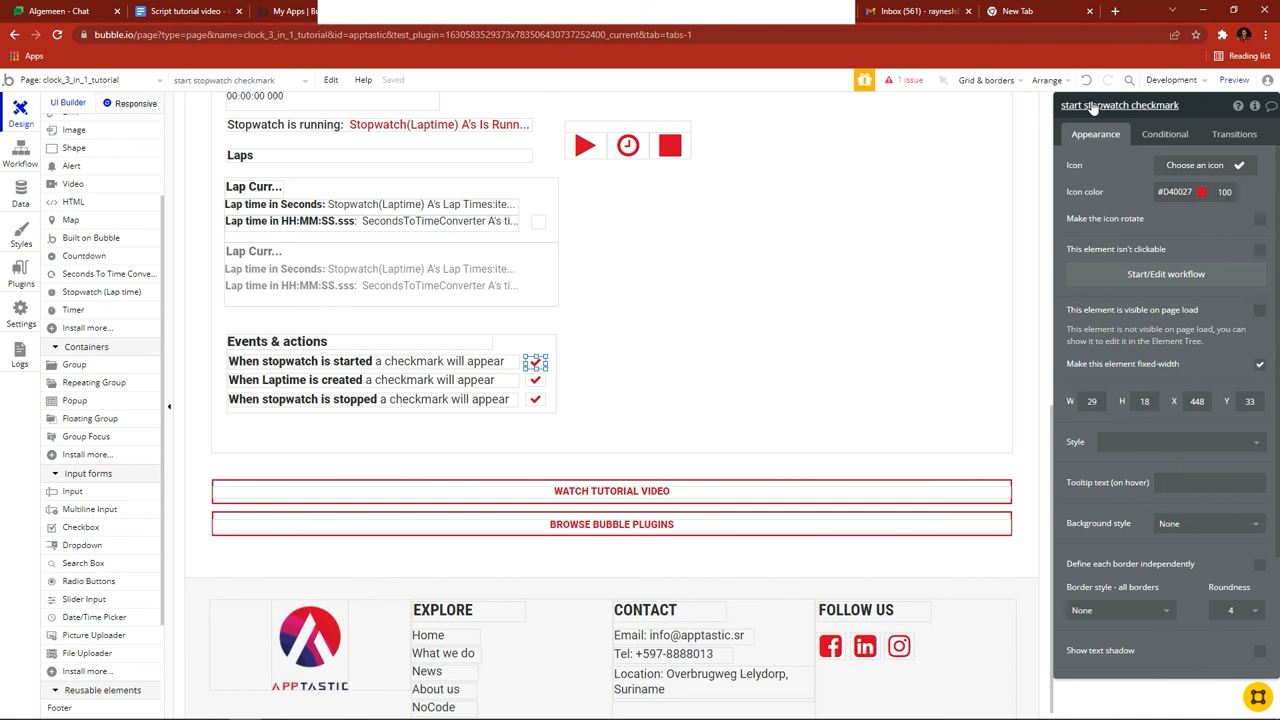 Algemeen - Chat
Script tutorial video -
My Apps | Bu
Inbox (561) - raynesh
New Tab
bubble.io/page?type=page&name=clock_3_in_1_tutorial&id=apptastic&test_plugin=1630583529373x783506430737252400_current&tab=tabs-1
Apps
Reading list
Page: clock_3_in_1_tutorial
start stopwatch checkmark
Edit
Help
Saved
1 issue
Grid & borders
Arrange
Development
Preview
Design
Workflow
Data
Styles
Plugins
Settings
Logs
UI Builder
Responsive
Link
Image
Shape
Alert
Video
HTML
Map
Built on Bubble
Countdown
Seconds To Time Conve...
Stopwatch (Lap time)
Timer
Install more...
Containers
Group
Repeating Group
Popup
Floating Group
Group Focus
Install more...
Input forms
Input
Multiline Input
Checkbox
Dropdown
Search Box
Radio Buttons
Slider Input
Date/Time Picker
Picture Uploader
File Uploader
Install more...
Reusable elements
Footer
00:00:00 000
Stopwatch is running: Stopwatch(Laptime) A's Is Runn...
Laps
Lap Curr...
Lap time in Seconds: Stopwatch(Laptime) A's Lap Times:ite...
Lap time in HH:MM:SS.sss: SecondsToTimeConverter A's ti...
Lap Curr...
Lap time in Seconds: Stopwatch(Laptime) A's Lap Times:ite...
Lap time in HH:MM:SS.sss: SecondsToTimeConverter A's ti...
Events & actions
When stopwatch is started a checkmark will appear
When Laptime is created a checkmark will appear
When stopwatch is stopped a checkmark will appear
WATCH TUTORIAL VIDEO
BROWSE BUBBLE PLUGINS
APPTASTIC
EXPLORE
Home
What we do
News
About us
NoCode
CONTACT
Email: info@apptastic.sr
Tel: +597-8888013
Location: Overbrugweg Lelydorp,
Suriname
FOLLOW US
start stopwatch checkmark
Appearance
Conditional
Transitions
Icon
Choose an icon
Icon color
#D40027
100
Make the icon rotate
This element isn't clickable
Start/Edit workflow
This element is visible on page load
This element is not visible on page load, you can
show it to edit it in the Element Tree.
Make this element fixed-width
W 29 H 18 X 448 Y 33
Style
Tooltip text (on hover)
Background style
None
Define each border independently
Border style - all borders
Roundness
None
4
Show text shadow